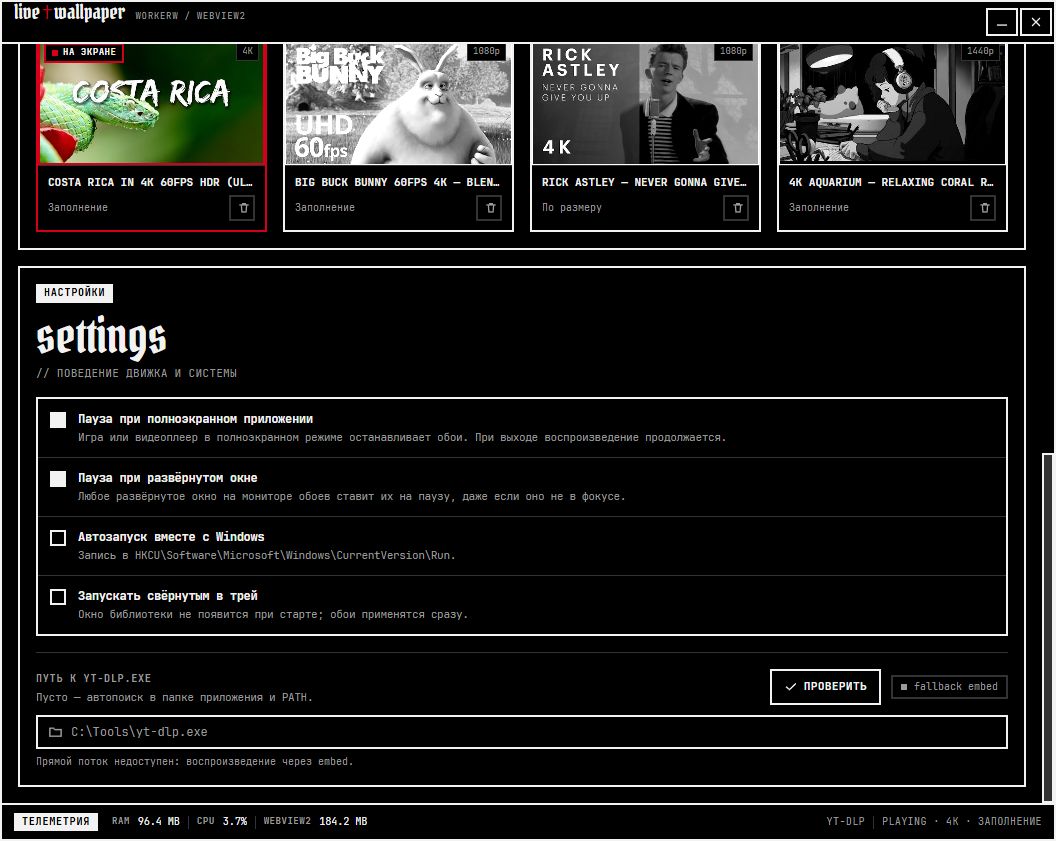 live†wallpaper WORKERW / WEBVIEW2
НА ЭКРАНЕ
4K
COSTA RICA
COSTA RICA IN 4K 60FPS HDR (UL…
Заполнение
1080p
Big Buck
BUNNY
UHD
60fps
BIG BUCK BUNNY 60FPS 4K — BLEN…
Заполнение
1080p
RICK
ASTLEY
NEVER GONNA
GIVE YOU UP
4K
RICK ASTLEY — NEVER GONNA GIVE…
По размеру
1440p
4K AQUARIUM — RELAXING CORAL R…
Заполнение
НАСТРОЙКИ
settings
// ПОВЕДЕНИЕ ДВИЖКА И СИСТЕМЫ
Пауза при полноэкранном приложении
Игра или видеоплеер в полноэкранном режиме останавливает обои. При выходе воспроизведение продолжается.
Пауза при развёрнутом окне
Любое развёрнутое окно на мониторе обоев ставит их на паузу, даже если оно не в фокусе.
Автозапуск вместе с Windows
Запись в HKCU\Software\Microsoft\Windows\CurrentVersion\Run.
Запускать свёрнутым в трей
Окно библиотеки не появится при старте; обои применятся сразу.
ПУТЬ К YT-DLP.EXE
Пусто — автопоиск в папке приложения и PATH.
ПРОВЕРИТЬ
fallback embed
C:\Tools\yt-dlp.exe
Прямой поток недоступен: воспроизведение через embed.
ТЕЛЕМЕТРИЯ RAM 96.4 MB CPU 3.7% WEBVIEW2 184.2 MB YT-DLP PLAYING · 4K · ЗАПОЛНЕНИЕ